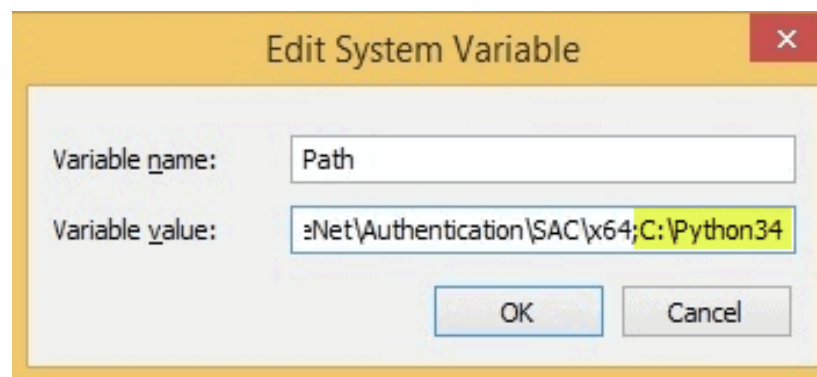 Edit System Variable
Variable name: Path
Variable value: eNet\Authentication\SAC\x64;C:\Python34
OK Cancel